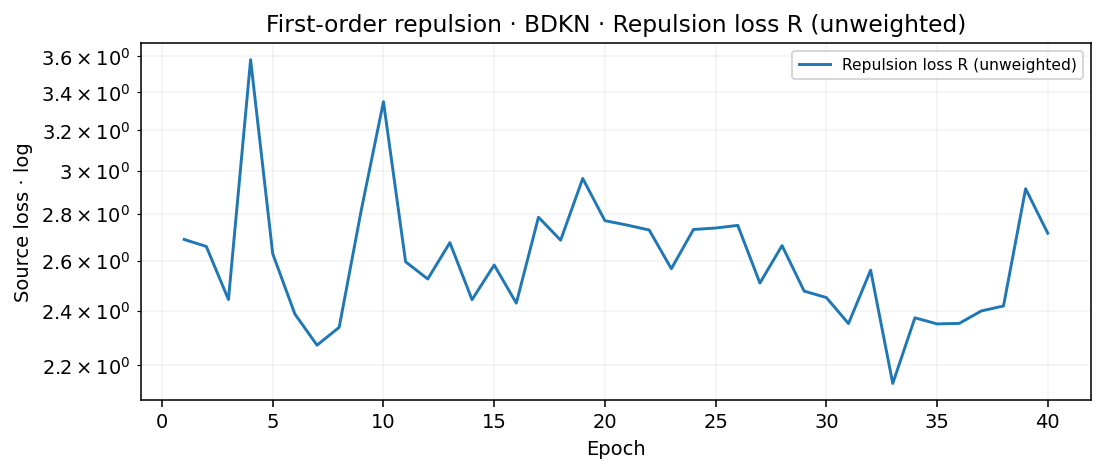 First-order repulsion · BDKN · Repulsion loss R (unweighted)
Repulsion loss R (unweighted)
Source loss · log
3.6 × 10⁰
3.4 × 10⁰
3.2 × 10⁰
3 × 10⁰
2.8 × 10⁰
2.6 × 10⁰
2.4 × 10⁰
2.2 × 10⁰
0 5 10 15 20 25 30 35 40
Epoch